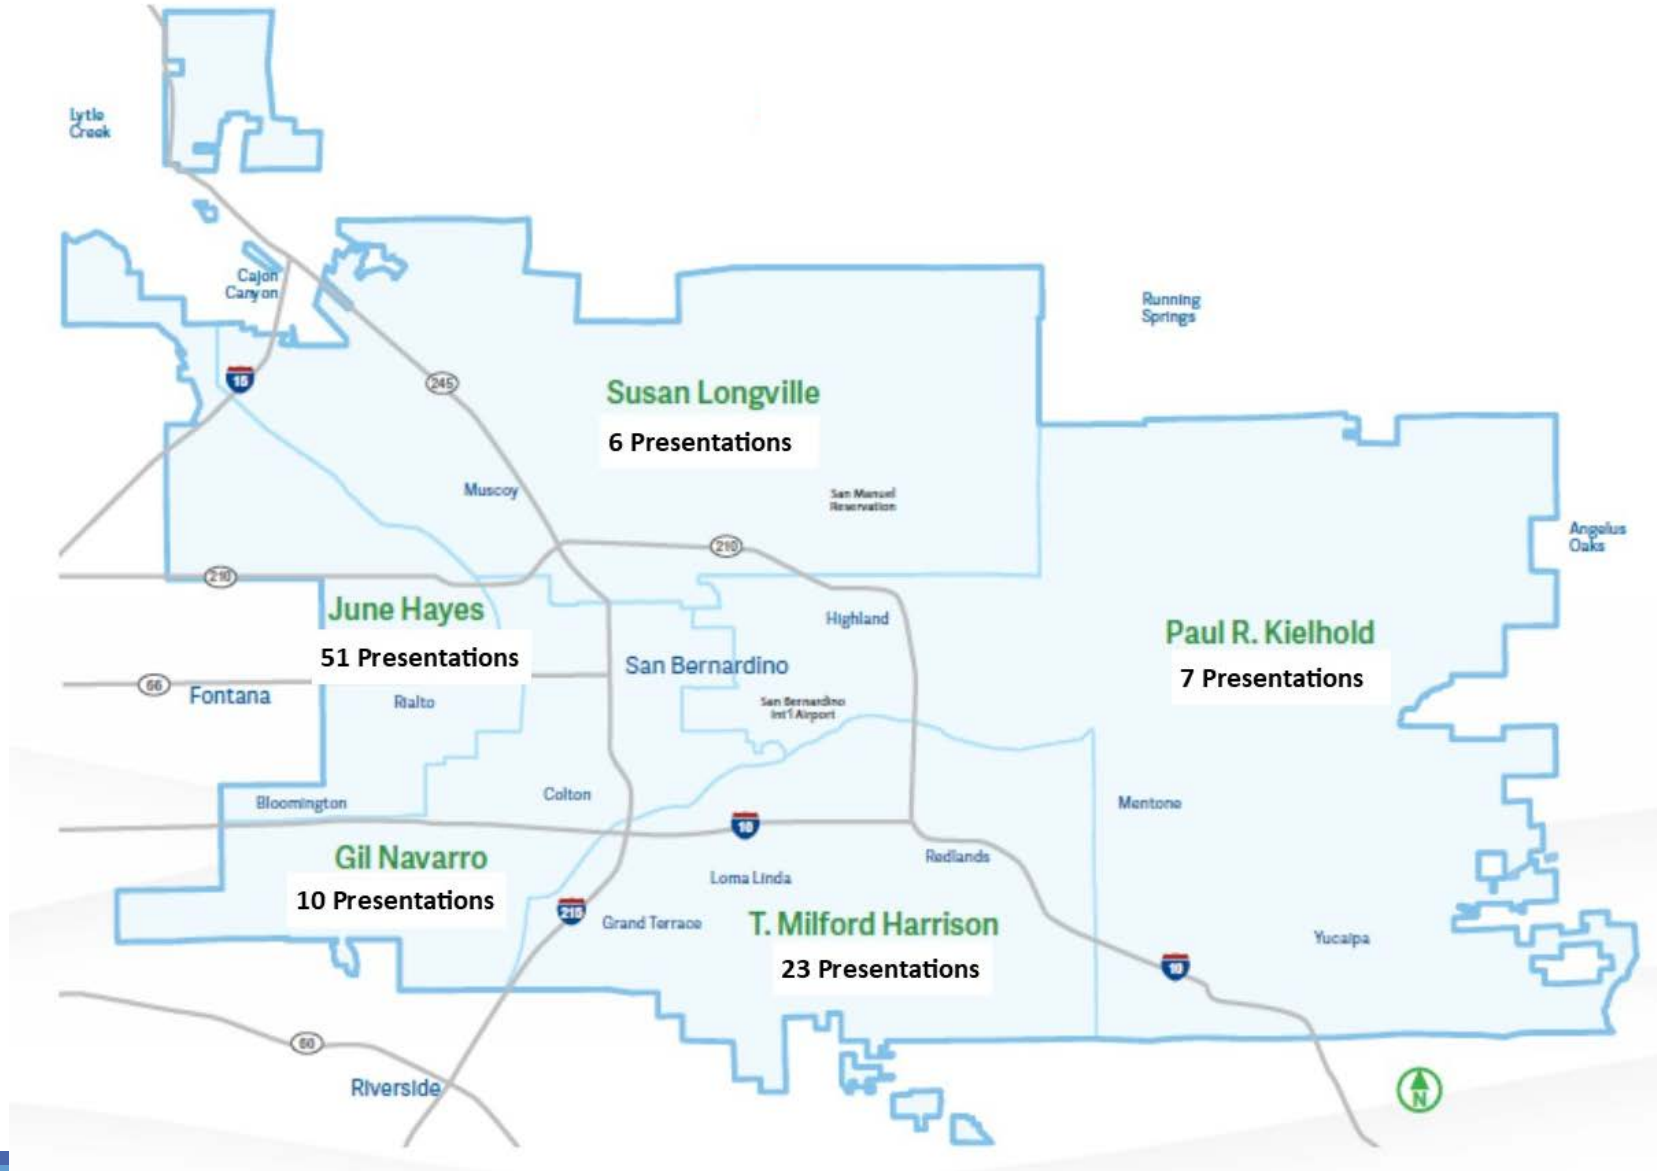 Lytle
Creek
Cajon
Canyon
Running
Springs
15
245
Susan Longville
6 Presentations
Muscoy
San Manuel
Reservation
Angelus
Oaks
210
210
June Hayes
51 Presentations
Highland
Paul R. Kielhold
7 Presentations
San Bernardino
66
Fontana
Rialto
San Bernardino
Int'l Airport
Bloomington
Colton
Mentone
10
Gil Navarro
10 Presentations
Redlands
Loma Linda
215
Grand Terrace
T. Milford Harrison
23 Presentations
Yucaipa
10
60
Riverside
N